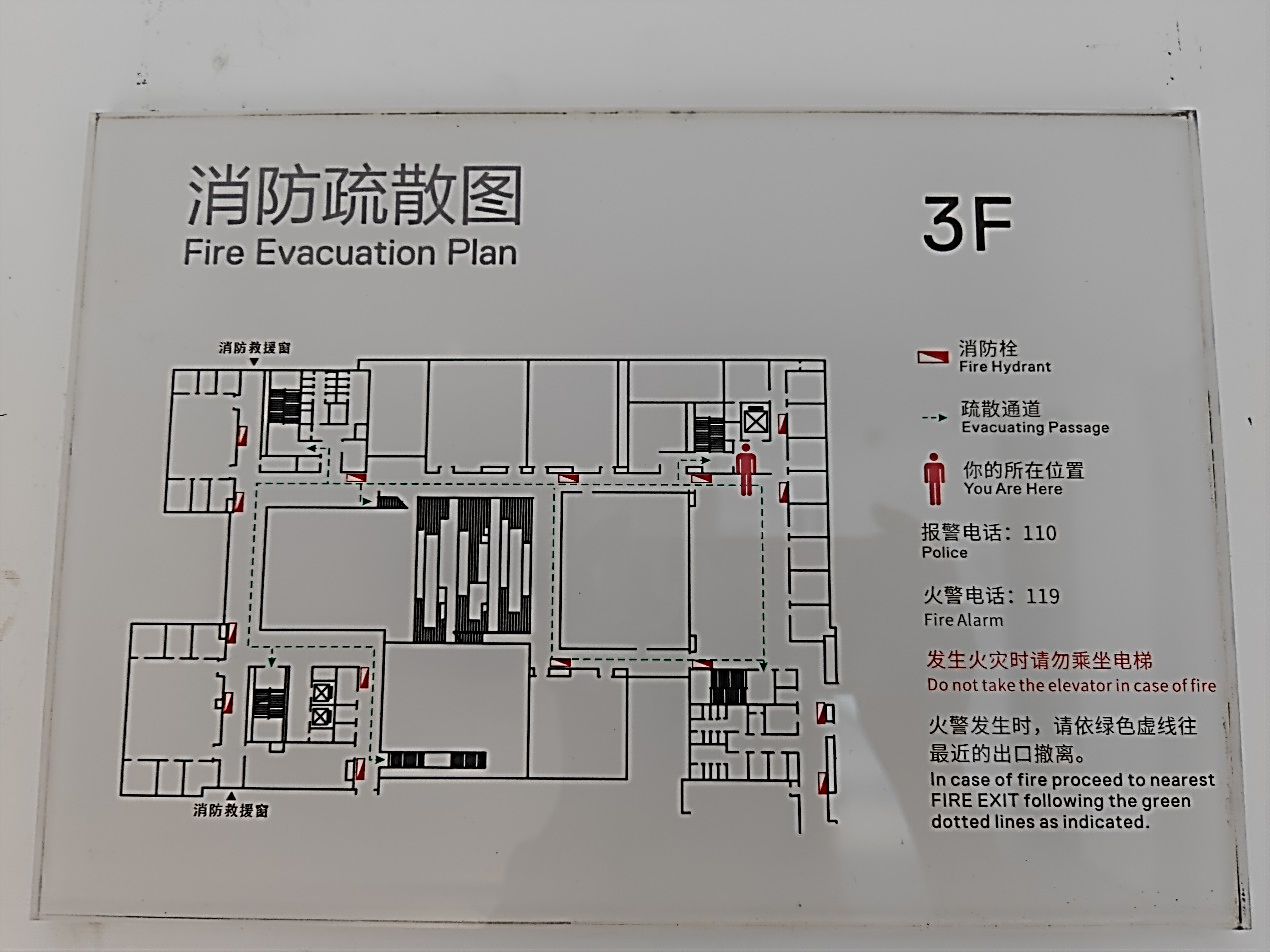 消防疏散图
Fire Evacuation Plan
3F
消防救援窗
消防救援窗
消防栓
Fire Hydrant
疏散通道
Evacuating Passage
你的所在位置
You Are Here
报警电话：110
Police
火警电话：119
Fire Alarm
发生火灾时请勿乘坐电梯
Do not take the elevator in case of fire
火警发生时，请依绿色虚线往
最近的出口撤离。
In case of fire proceed to nearest
FIRE EXIT following the green
dotted lines as indicated.